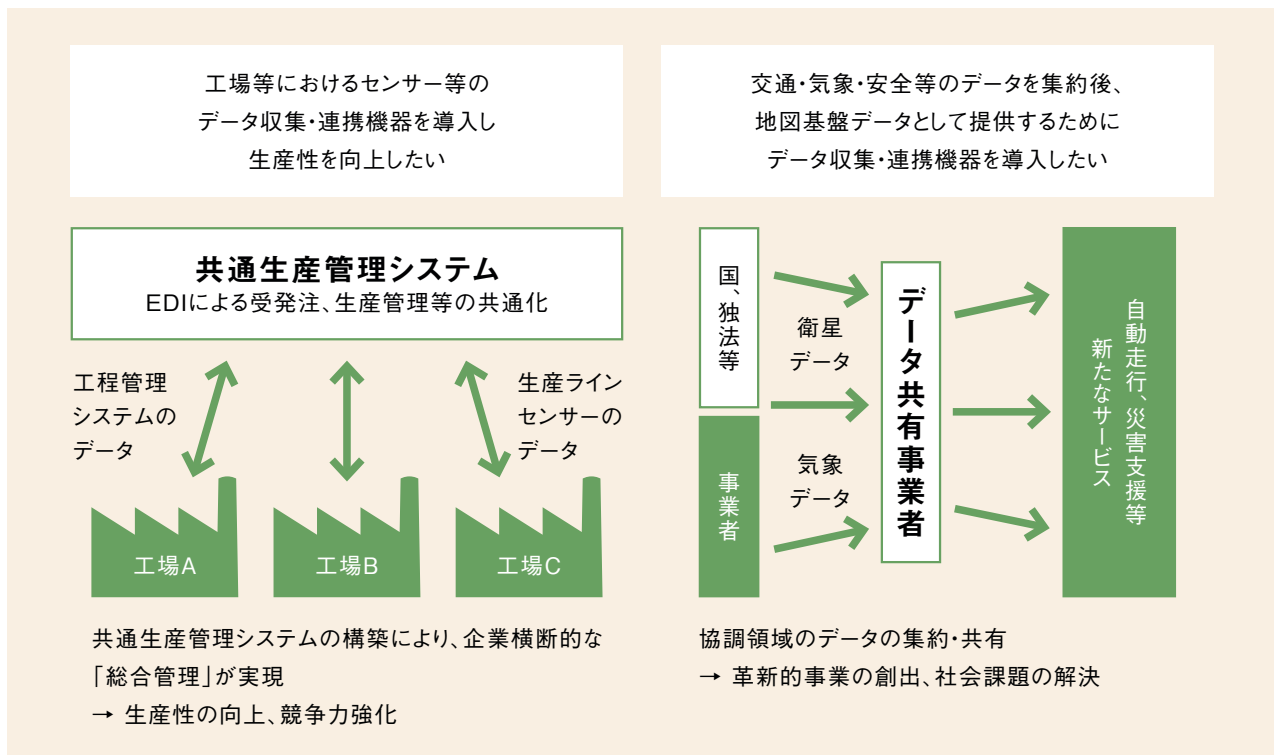 工場等におけるセンサー等の
データ収集・連携機器を導入し
生産性を向上したい
共通生産管理システム
EDIによる受発注、生産管理等の共通化
工程管理
システムの
データ
生産ライン
センサーの
データ
工場A
工場B
工場C
共通生産管理システムの構築により、企業横断的な
「総合管理」が実現
→ 生産性の向上、競争力強化
交通・気象・安全等のデータを集約後、
地図基盤データとして提供するために
データ収集・連携機器を導入したい
国、独法等
事業者
衛星
データ
気象
データ
データ共有事業者
自動走行、災害支援等
新たなサービス
協調領域のデータの集約・共有
→ 革新的事業の創出、社会課題の解決